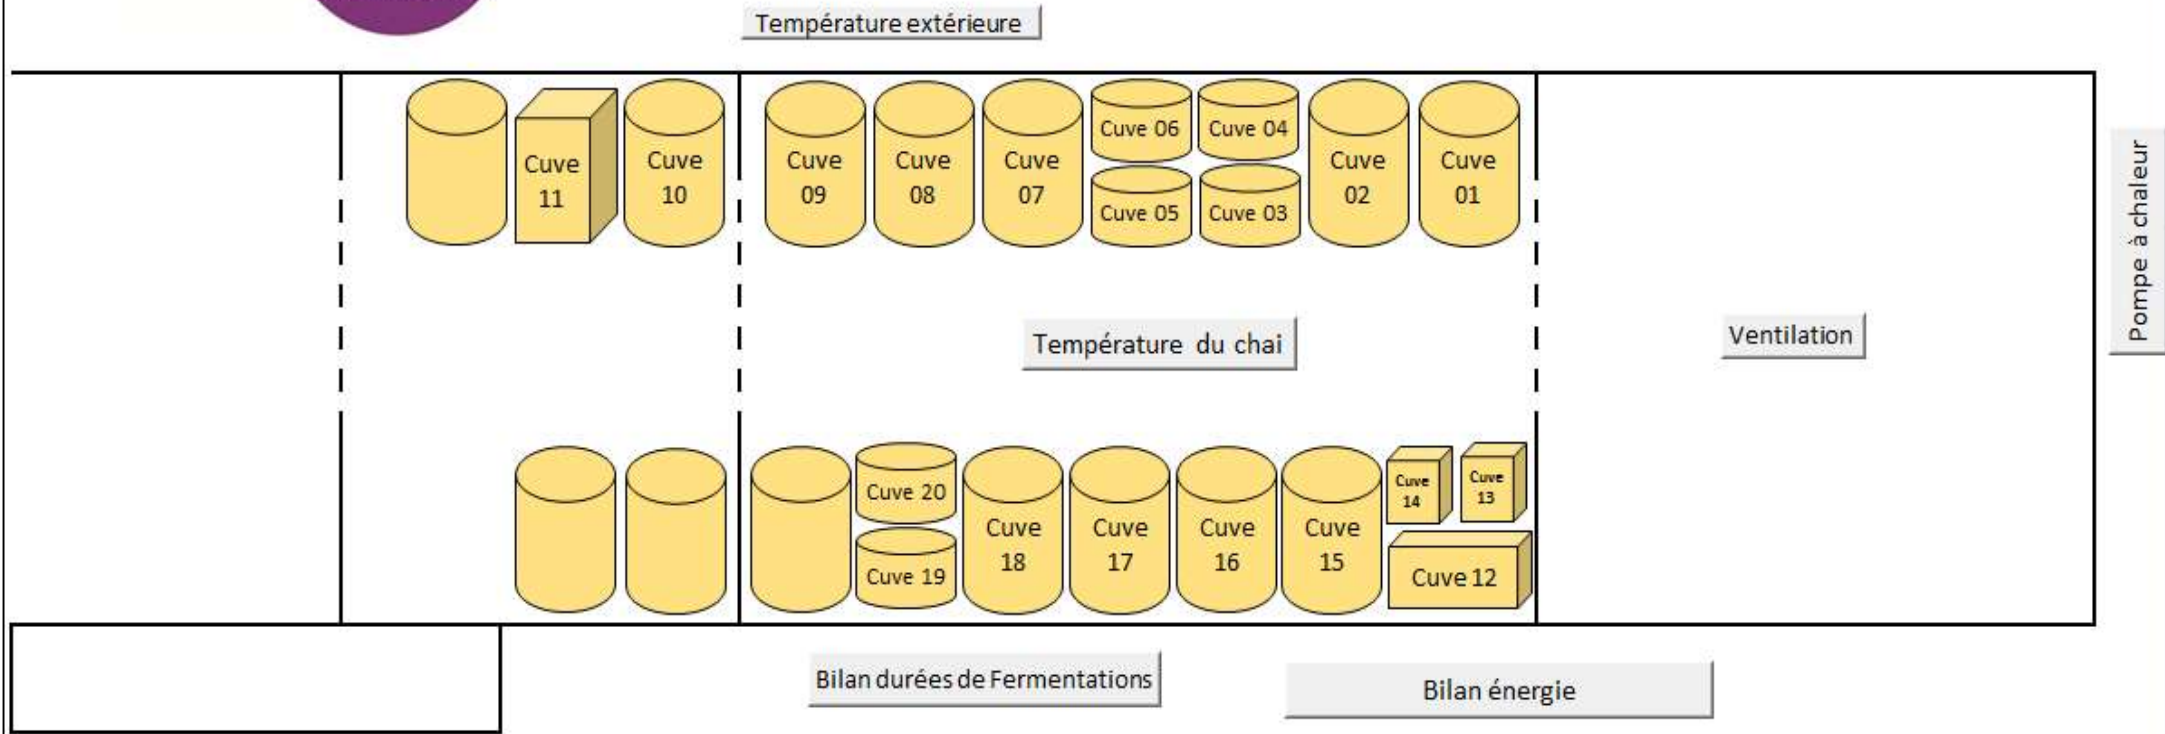 Température extérieure
Cuve
11
Cuve
10
Cuve
09
Cuve
08
Cuve
07
Cuve 06
Cuve 04
Cuve 05
Cuve 03
Cuve
02
Cuve
01
Pompe à chaleur
Température du chai
Ventilation
Cuve 20
Cuve 19
Cuve
18
Cuve
17
Cuve
16
Cuve
15
Cuve
14
Cuve
13
Cuve 12
Bilan durées de Fermentations
Bilan énergie